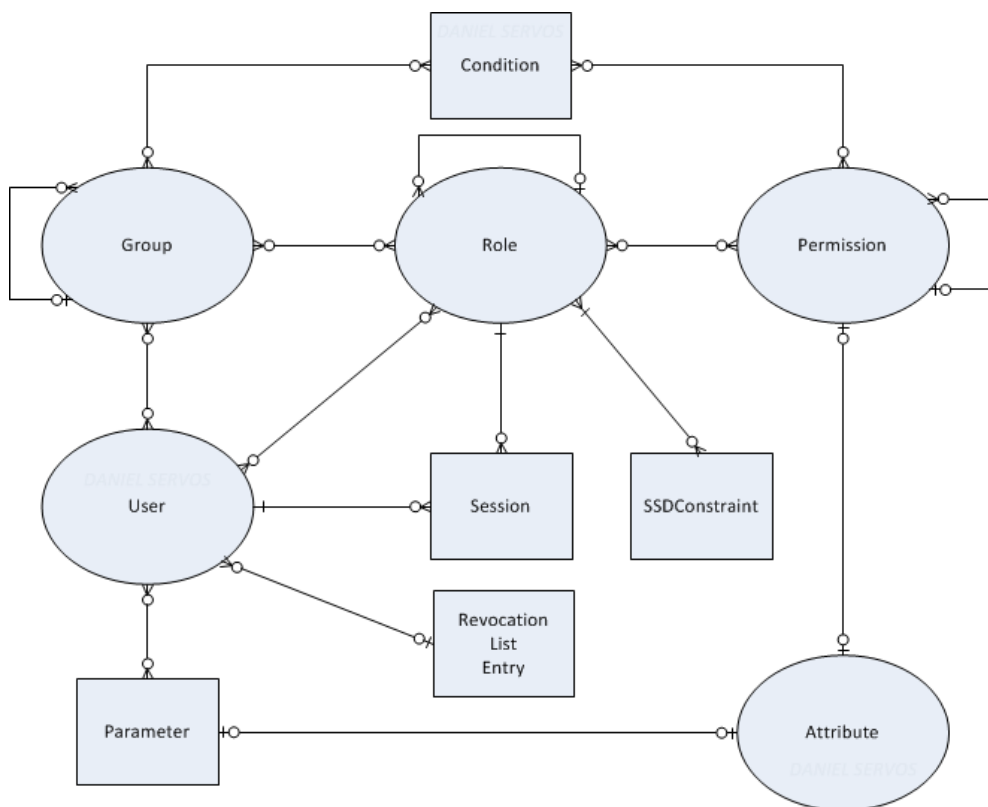 DANIEL SERVOS
Condition
Group
Role
Permission
DANIEL SERVOS
User
Session
SSDConstraint
Revocation
List
Entry
Parameter
Attribute
DANIEL SERVOS